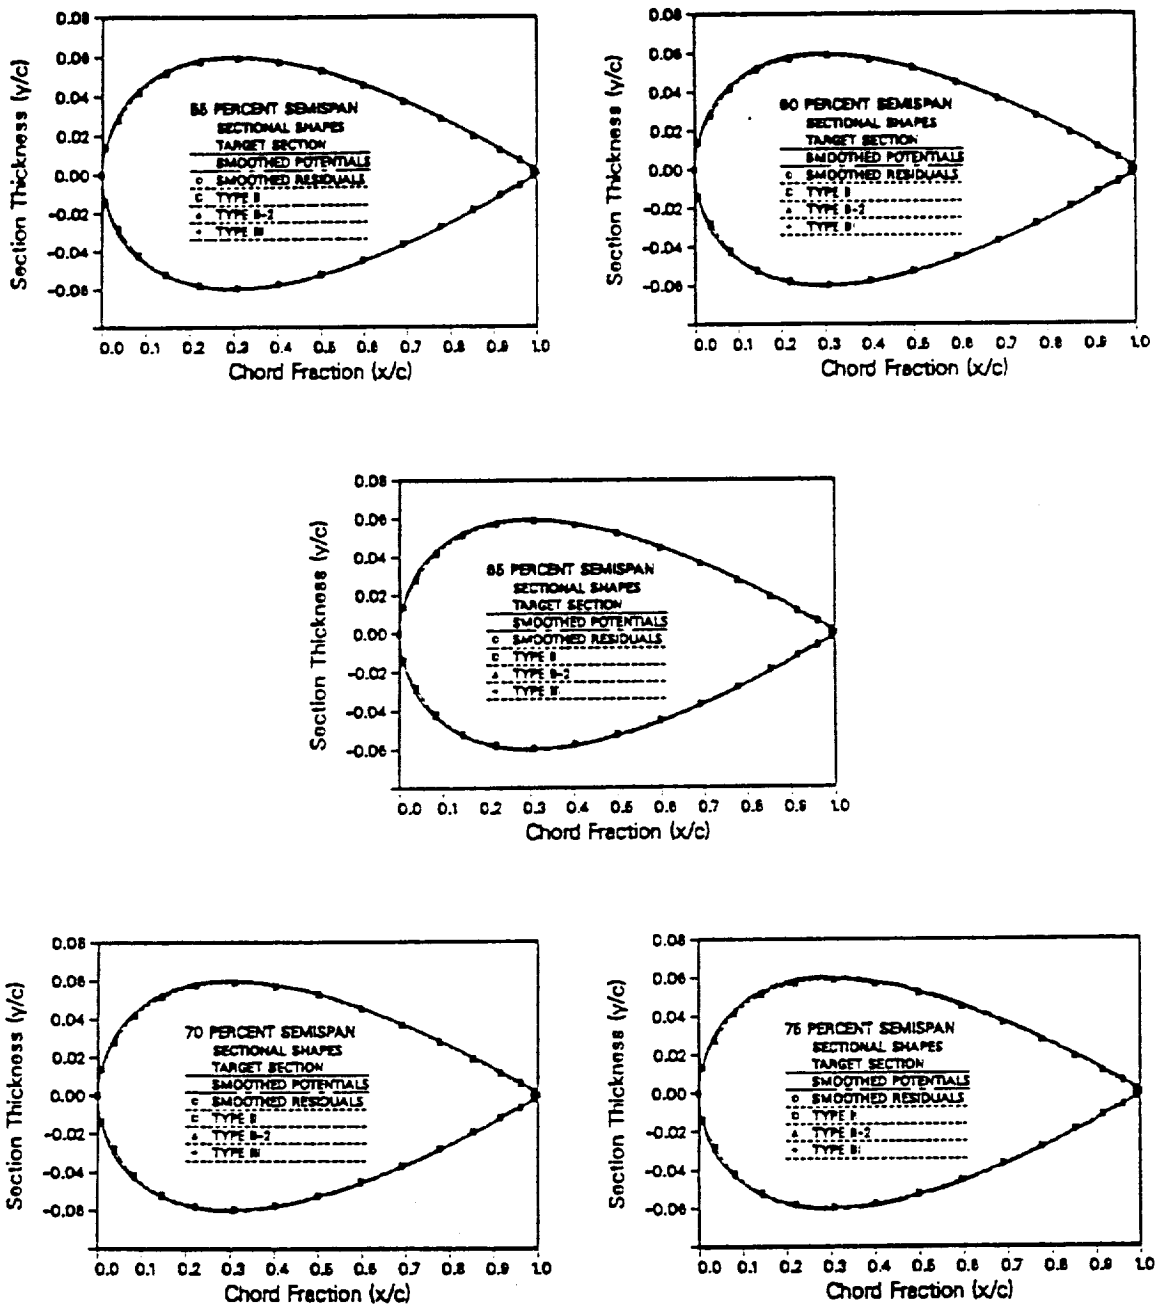 0.08
0.06
0.04
0.02
0.00
-0.02
-0.04
-0.06
Section Thickness (y/c)
55 PERCENT SEMISPAN
SECTIONAL SHAPES
TARGET SECTION
SMOOTHED POTENTIALS
SMOOTHED RESIDUALS
TYPE II
TYPE II-2
TYPE III
0.0 0.1 0.2 0.3 0.4 0.5 0.6 0.7 0.8 0.9 1.0
Chord Fraction (x/c)
0.08
0.06
0.04
0.02
0.00
-0.02
-0.04
-0.06
Section Thickness (y/c)
60 PERCENT SEMISPAN
SECTIONAL SHAPES
TARGET SECTION
SMOOTHED POTENTIALS
SMOOTHED RESIDUALS
TYPE II
TYPE II-2
TYPE III
0.0 0.1 0.2 0.3 0.4 0.5 0.6 0.7 0.8 0.9 1.0
Chord Fraction (x/c)
0.08
0.06
0.04
0.02
0.00
-0.02
-0.04
-0.06
Section Thickness (y/c)
65 PERCENT SEMISPAN
SECTIONAL SHAPES
TARGET SECTION
SMOOTHED POTENTIALS
SMOOTHED RESIDUALS
TYPE II
TYPE II-2
TYPE III
0.0 0.1 0.2 0.3 0.4 0.5 0.6 0.7 0.8 0.9 1.0
Chord Fraction (x/c)
0.08
0.06
0.04
0.02
0.00
-0.02
-0.04
-0.06
Section Thickness (y/c)
70 PERCENT SEMISPAN
SECTIONAL SHAPES
TARGET SECTION
SMOOTHED POTENTIALS
SMOOTHED RESIDUALS
TYPE II
TYPE II-2
TYPE III
0.0 0.1 0.2 0.3 0.4 0.5 0.6 0.7 0.8 0.9 1.0
Chord Fraction (x/c)
0.08
0.06
0.04
0.02
0.00
-0.02
-0.04
-0.06
Section Thickness (y/c)
75 PERCENT SEMISPAN
SECTIONAL SHAPES
TARGET SECTION
SMOOTHED POTENTIALS
SMOOTHED RESIDUALS
TYPE II
TYPE II-2
TYPE III
0.0 0.1 0.2 0.3 0.4 0.5 0.6 0.7 0.8 0.9 1.0
Chord Fraction (x/c)